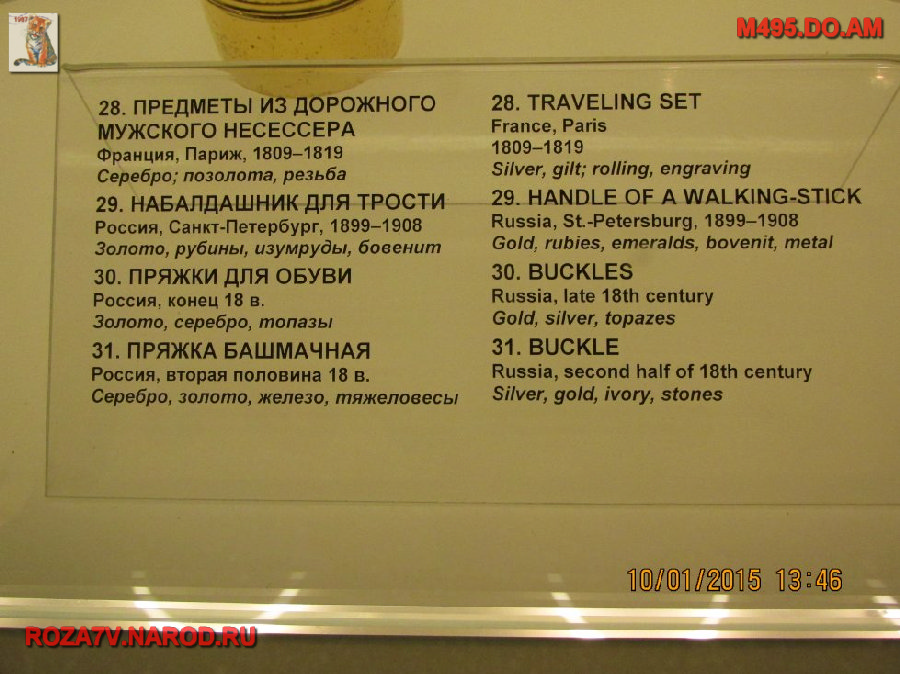 1987
M495.DO.AM
28. ПРЕДМЕТЫ ИЗ ДОРОЖНОГО
МУЖСКОГО НЕСЕССЕРА
Франция, Париж, 1809–1819
Серебро; позолота, резьба
29. НАБАЛДАШНИК ДЛЯ ТРОСТИ
Россия, Санкт-Петербург, 1899–1908
Золото, рубины, изумруды, бовенит
30. ПРЯЖКИ ДЛЯ ОБУВИ
Россия, конец 18 в.
Золото, серебро, топазы
31. ПРЯЖКА БАШМАЧНАЯ
Россия, вторая половина 18 в.
Серебро, золото, железо, тяжеловесы
28. TRAVELING SET
France, Paris
1809–1819
Silver, gilt; rolling, engraving
29. HANDLE OF A WALKING-STICK
Russia, St.-Petersburg, 1899–1908
Gold, rubies, emeralds, bovenit, metal
30. BUCKLES
Russia, late 18th century
Gold, silver, topazes
31. BUCKLE
Russia, second half of 18th century
Silver, gold, ivory, stones
10/01/2015 13:46
ROZA7V.NAROD.RU